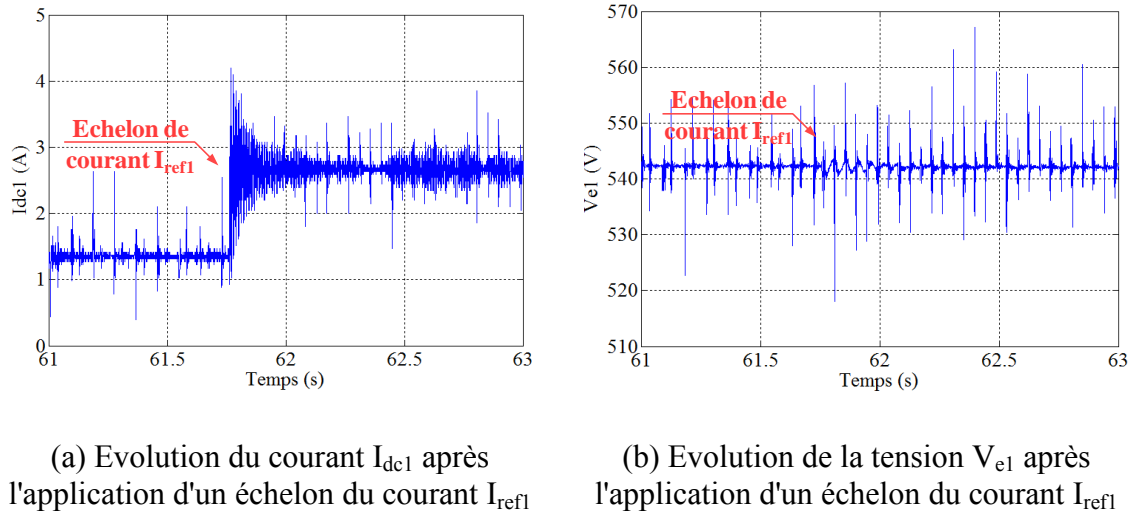 5
4
3
2
1
0
Idc1 (A)
Echelon de
courant Iref1
61
61.5
62
62.5
63
Temps (s)
570
560
550
540
530
520
510
Ve1 (V)
Echelon de
courant Iref1
61
61.5
62
62.5
63
Temps (s)
(a) Evolution du courant Idc1 après
l'application d'un échelon du courant Iref1
(b) Evolution de la tension Ve1 après
l'application d'un échelon du courant Iref1